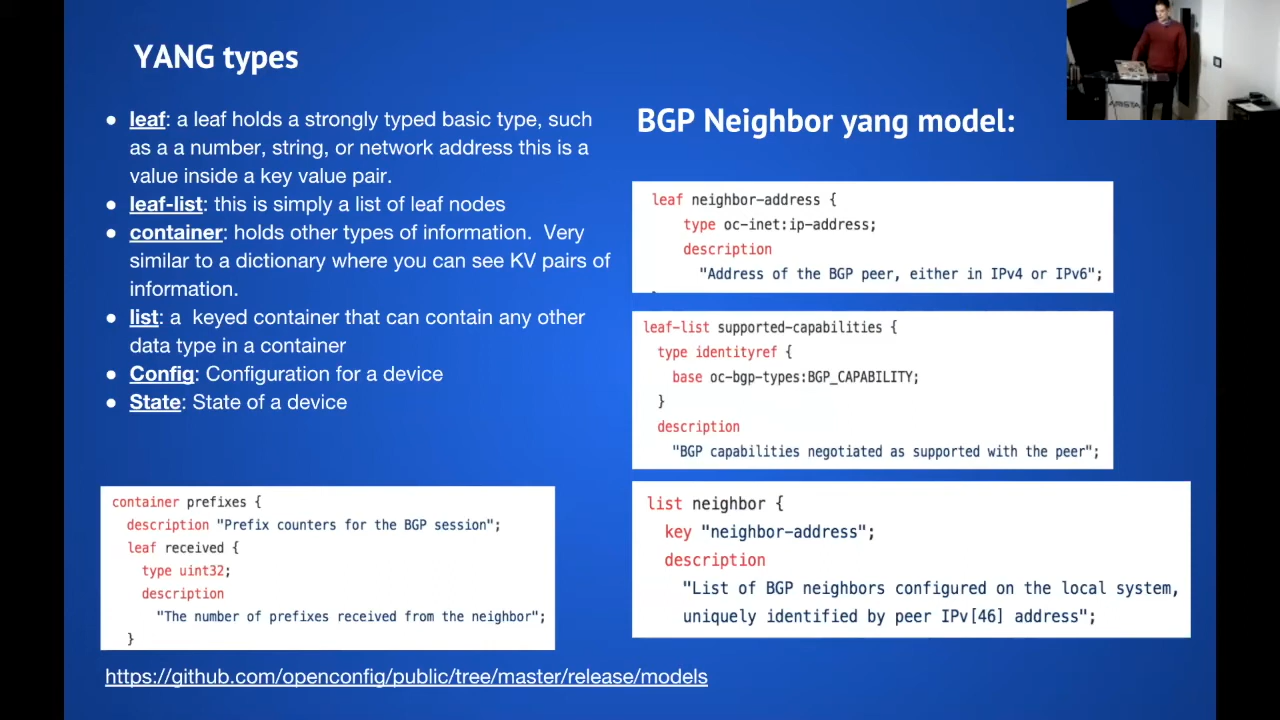 YANG types
● leaf: a leaf holds a strongly typed basic type, such
as a a number, string, or network address this is a
value inside a key value pair.
● leaf-list: this is simply a list of leaf nodes
● container: holds other types of information.  Very
similar to a dictionary where you can see KV pairs of
information.
● list: a  keyed container that can contain any other
data type in a container
● Config: Configuration for a device
● State: State of a device
container prefixes {
description "Prefix counters for the BGP session";
leaf received {
type uint32;
description
"The number of prefixes received from the neighbor";
}
https://github.com/openconfig/public/tree/master/release/models
BGP Neighbor yang model:
leaf neighbor-address {
type oc-inet:ip-address;
description
"Address of the BGP peer, either in IPv4 or IPv6";
leaf-list supported-capabilities {
type identityref {
base oc-bgp-types:BGP_CAPABILITY;
}
description
"BGP capabilities negotiated as supported with the peer";
list neighbor {
key "neighbor-address";
description
"List of BGP neighbors configured on the local system,
uniquely identified by peer IPv[46] address";
ARISTA